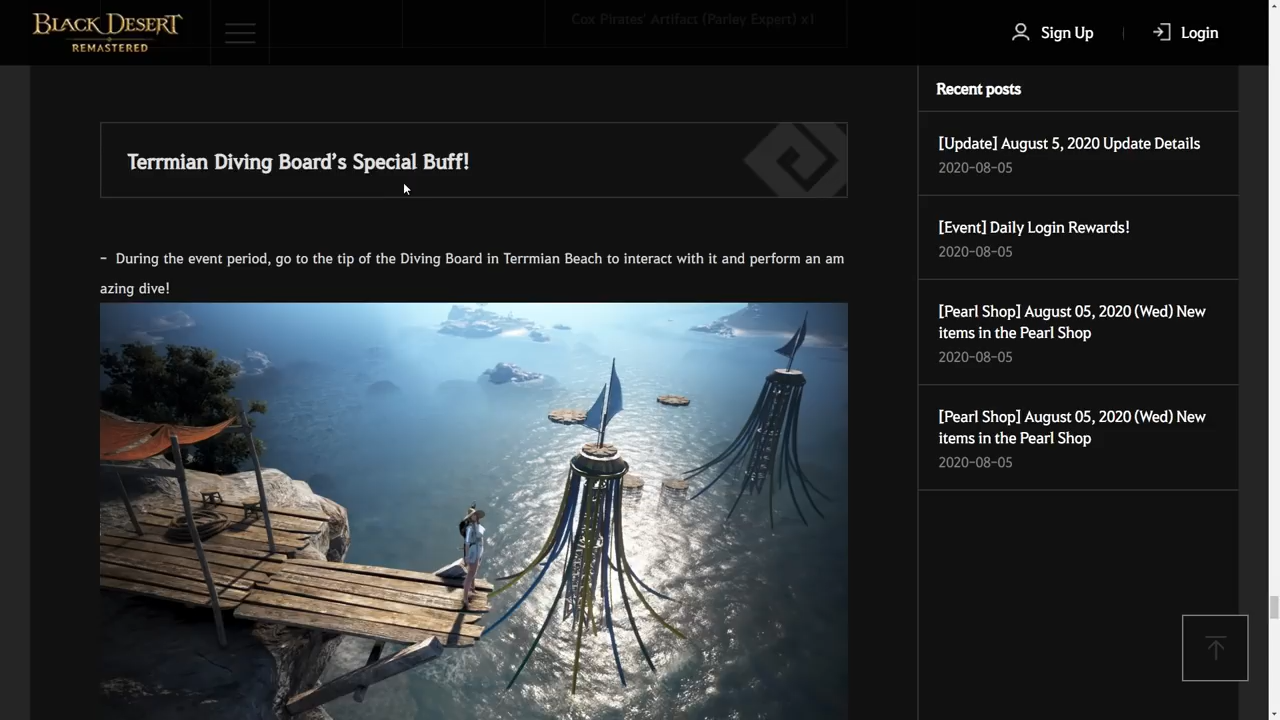 BLACK DESERT
REMASTERED
Cox Pirates' Artifact (Parley Expert) x1
Sign Up
Login
Terrmian Diving Board's Special Buff!
- During the event period, go to the tip of the Diving Board in Terrmian Beach to interact with it and perform an am
azing dive!
Recent posts
[Update] August 5, 2020 Update Details
2020-08-05
[Event] Daily Login Rewards!
2020-08-05
[Pearl Shop] August 05, 2020 (Wed) New
items in the Pearl Shop
2020-08-05
[Pearl Shop] August 05, 2020 (Wed) New
items in the Pearl Shop
2020-08-05